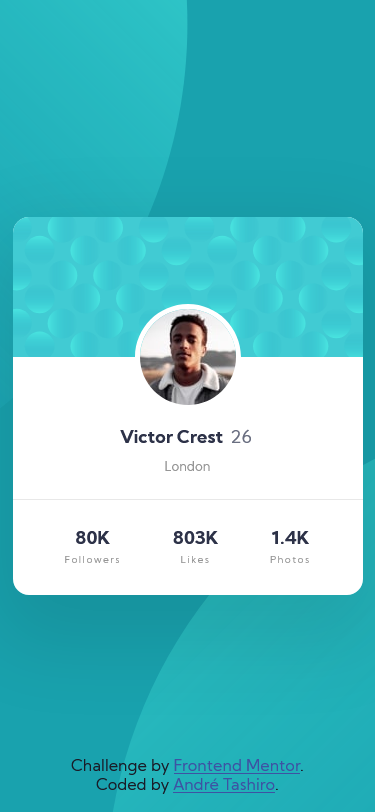 Victor Crest 26
London
80K 803K 1.4K
Followers Likes Photos
Challenge by Frontend Mentor.
Coded by André Tashiro.